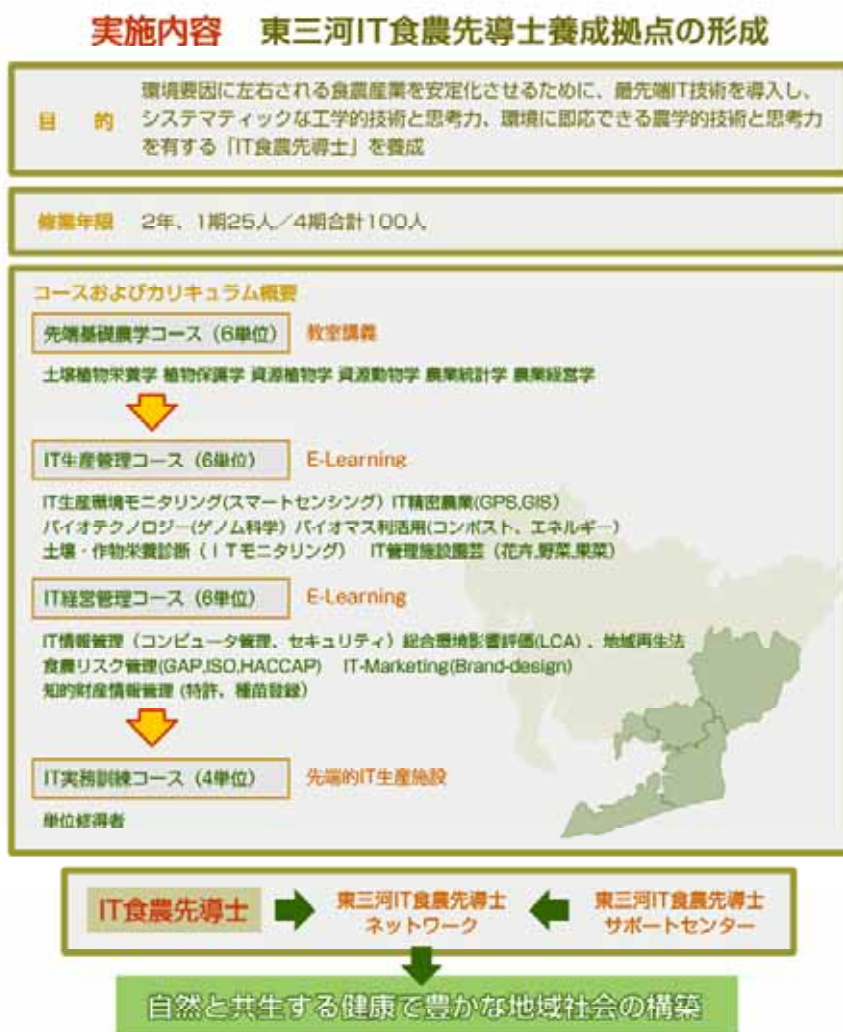 実施内容 東三河IT食農先導士養成拠点の形成
目 的
環境要因に左右される食農産業を安定化させるために、最先端IT技術を導入し、
システマティックな工学的技術と思考力、環境に即応できる農学的技術と思考力
を有する「IT食農先導士」を養成
修業年限 2年、1期25人／4期合計100人
コースおよびカリキュラム概要
先端基礎農学コース（6単位） 教室講義
土壌植物栄養学 植物保護学 資源植物学 資源動物学 農業統計学 農業経営学
IT生産管理コース（6単位） E-Learning
IT生産環境モニタリング(スマートセンシング) IT精密農業(GPS,GIS)
バイオテクノロジー(ゲノム科学) バイオマス利活用(コンポスト、エネルギー)
土壌・作物栄養診断（ＩＴモニタリング） IT管理施設園芸（花卉,野菜,果菜）
IT経営管理コース（6単位） E-Learning
IT情報管理（コンピュータ管理、セキュリティ）総合環境影響評価(LCA) 、地域再生法
食農リスク管理(GAP,ISO,HACCAP) IT-Marketing(Brand-design)
知的財産情報管理 (特許、種苗登録）
IT実務訓練コース（4単位） 先端的IT生産施設
単位修得者
IT食農先導士
東三河IT食農先導士
ネットワーク
東三河IT食農先導士
サポートセンター
自然と共生する健康で豊かな地域社会の構築